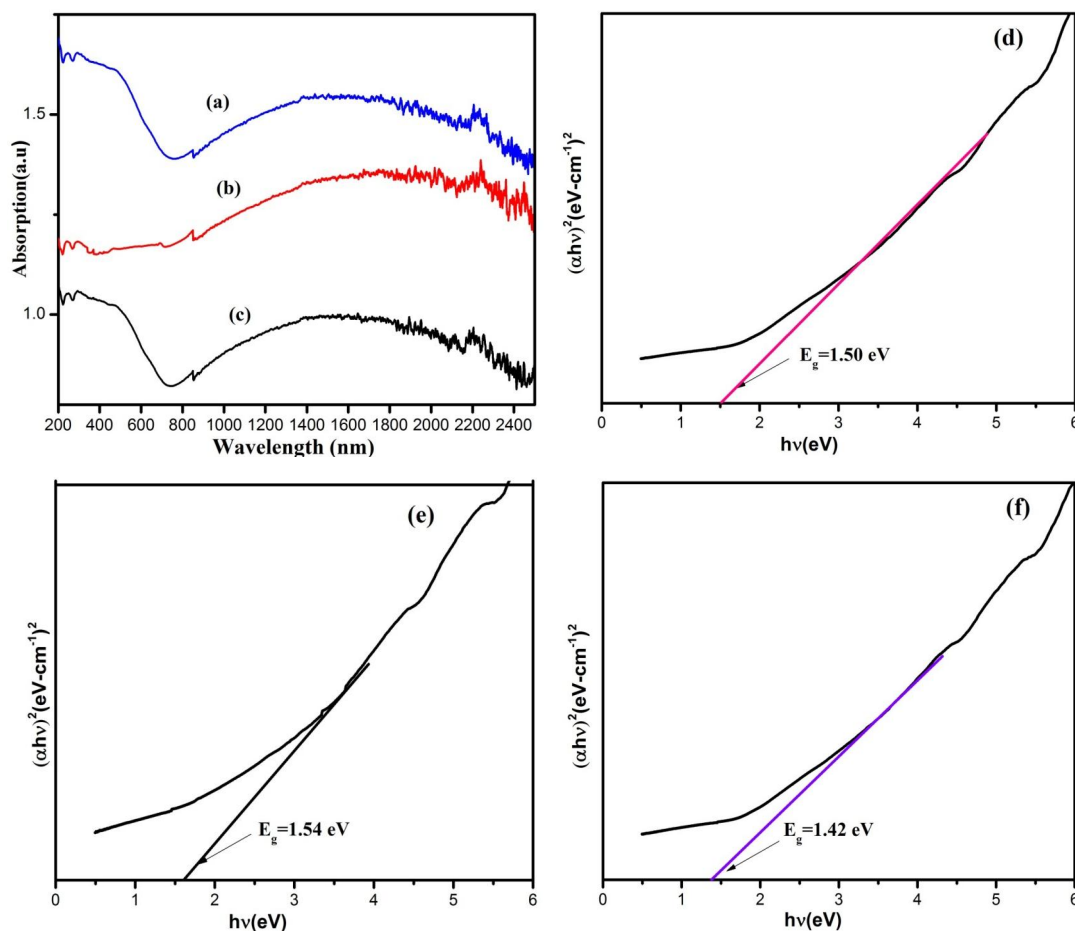 (a)
(b)
(c)
1.5
1.0
Absorption(a.u)
200 400 600 800 1000 1200 1400 1600 1800 2000 2200 2400
Wavelength (nm)
(d)
(αhν)²(eV-cm⁻¹)²
E_g=1.50 eV
0 1 2 3 4 5 6
hν(eV)
(e)
(αhν)²(eV-cm⁻¹)²
E_g=1.54 eV
0 1 2 3 4 5 6
hν(eV)
(f)
(αhν)²(eV-cm⁻¹)²
E_g=1.42 eV
0 1 2 3 4 5 6
hν(eV)